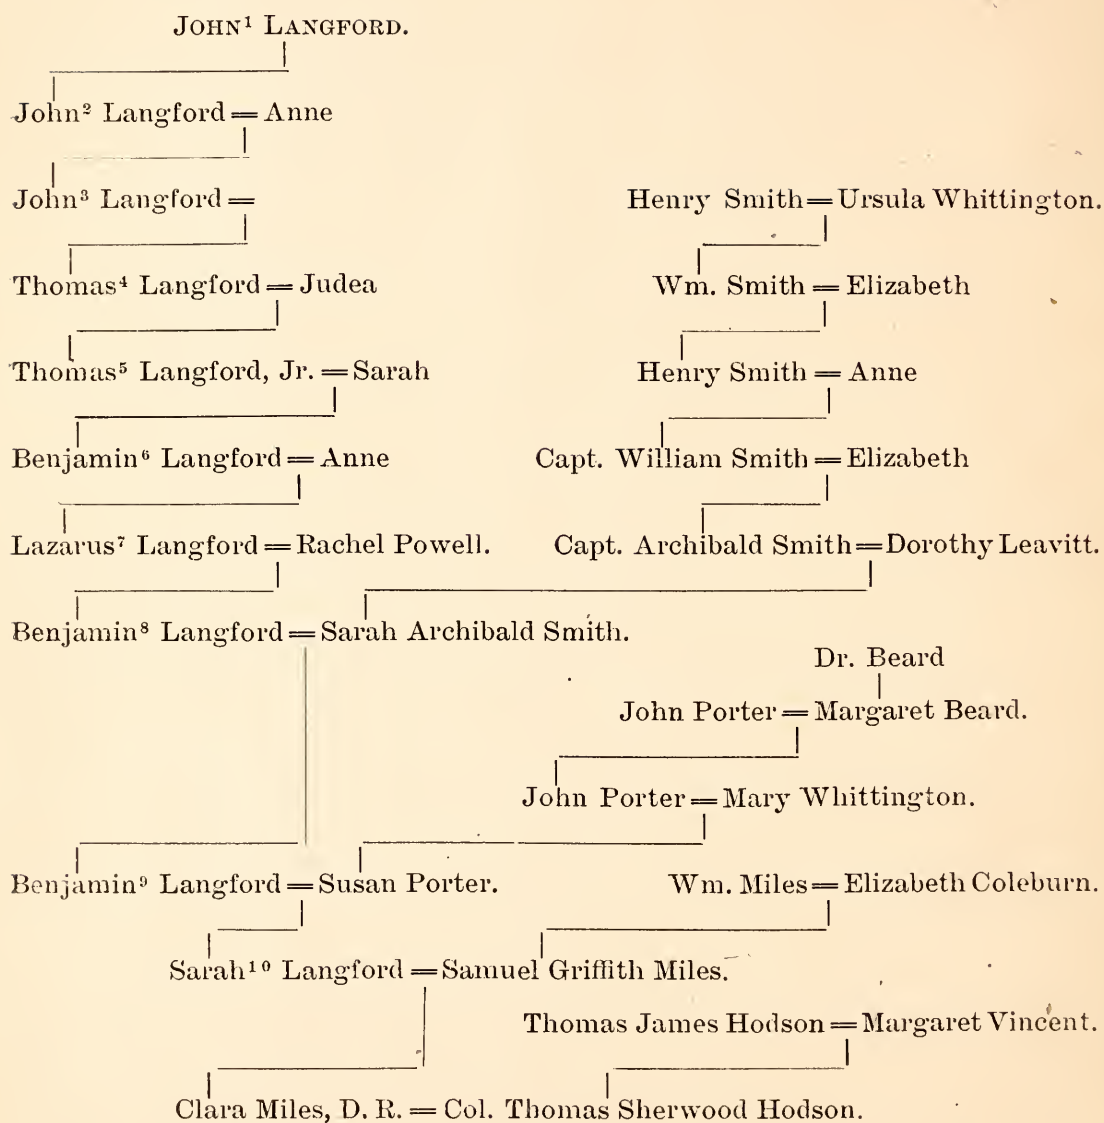 JOHN¹ LANGFORD.
John² Langford = Anne
John³ Langford =
Henry Smith = Ursula Whittington.
Thomas⁴ Langford = Judea
Wm. Smith = Elizabeth
Thomas⁵ Langford, Jr. = Sarah
Henry Smith = Anne
Benjamin⁶ Langford = Anne
Capt. William Smith = Elizabeth
Lazarus⁷ Langford = Rachel Powell.
Capt. Archibald Smith = Dorothy Leavitt.
Benjamin⁸ Langford = Sarah Archibald Smith.
Dr. Beard
John Porter = Margaret Beard.
John Porter = Mary Whittington.
Benjamin⁹ Langford = Susan Porter.
Wm. Miles = Elizabeth Coleburn.
Sarah¹⁰ Langford = Samuel Griffith Miles.
Thomas James Hodson = Margaret Vincent.
Clara Miles, D. R. = Col. Thomas Sherwood Hodson.